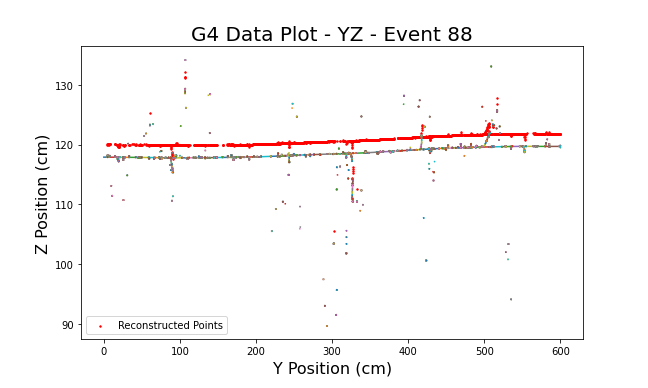 G4 Data Plot - YZ - Event 88
Z Position (cm)
130
120
110
100
90
Reconstructed Points
0 100 200 300 400 500 600
Y Position (cm)